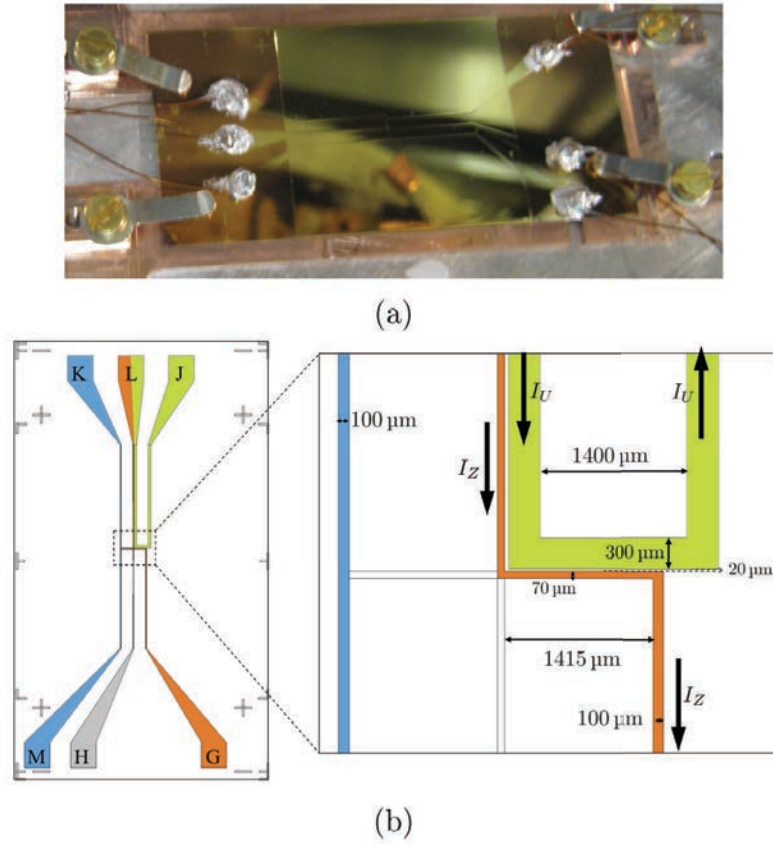 (a)
K L J
I_U I_U
100 µm
I_Z
1400 µm
300 µm
20 µm
70 µm
1415 µm
I_Z
100 µm
M H G
(b)